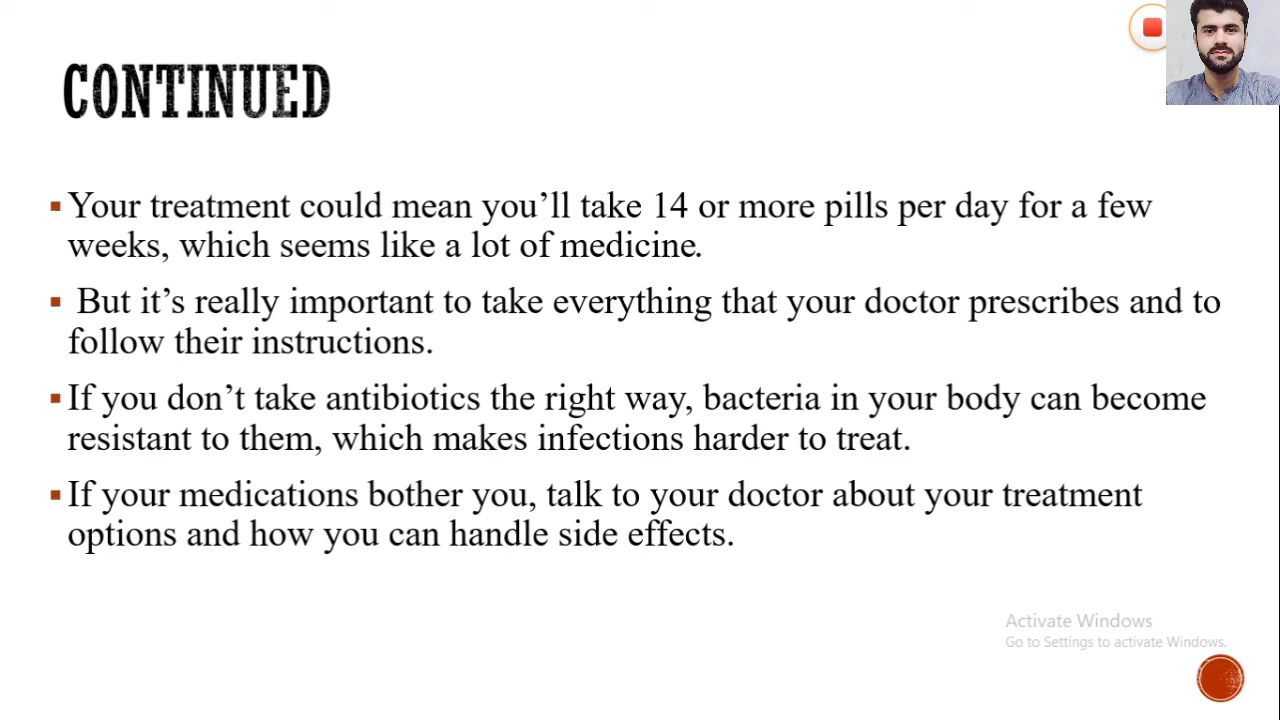 CONTINUED
Your treatment could mean you’ll take 14 or more pills per day for a few
weeks, which seems like a lot of medicine.
But it’s really important to take everything that your doctor prescribes and to
follow their instructions.
If you don’t take antibiotics the right way, bacteria in your body can become
resistant to them, which makes infections harder to treat.
If your medications bother you, talk to your doctor about your treatment
options and how you can handle side effects.
Activate Windows
Go to Settings to activate Windows.